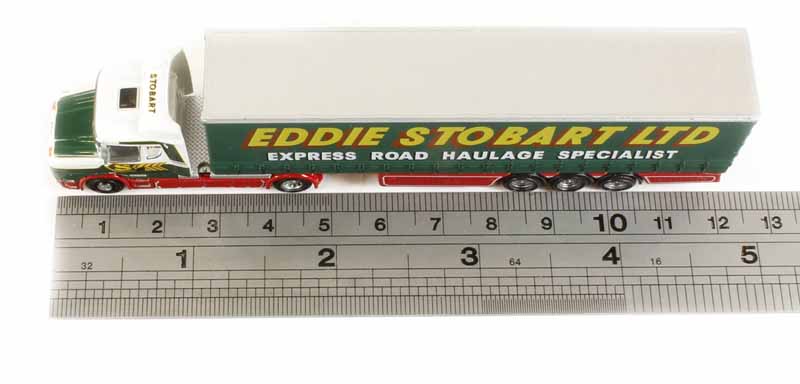 STOBART
EDDIE STOBART LTD
EXPRESS ROAD HAULAGE SPECIALIST
1 2 3 4 5 6 7 8 9 10 11 12 13
32 1 2 3 64 4 16 5